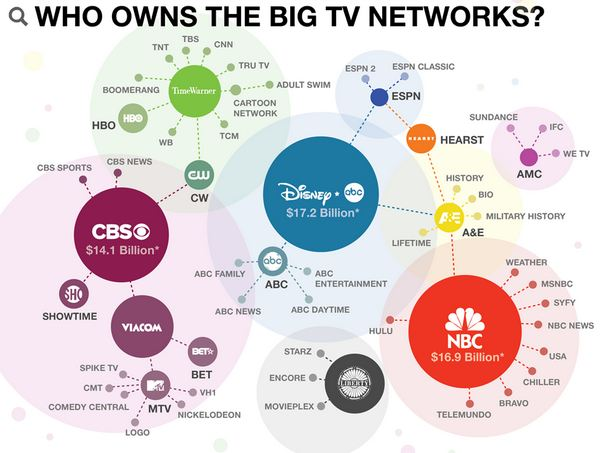 WHO OWNS THE BIG TV NETWORKS?
TNT
TBS
CNN
TRU TV
BOOMERANG
TimeWarner
ADULT SWIM
CARTOON
NETWORK
HBO
HBO
TCM
WB
CW
CW
ESPN 2
ESPN CLASSIC
ESPN
HEARST
HEARST
SUNDANCE
IFC
WE TV
AMC
CBS SPORTS
CBS NEWS
CBS
$14.1 Billion*
Disney abc
$17.2 Billion*
HISTORY
BIO
A&E
MILITARY HISTORY
LIFETIME
A&E
abc
ABC
ABC FAMILY
ABC
ENTERTAINMENT
ABC NEWS
ABC DAYTIME
WEATHER
MSNBC
SYFY
NBC NEWS
USA
CHILLER
BRAVO
TELEMUNDO
HULU
NBC
$16.9 Billion*
SHO
SHOWTIME
VIACOM
BET
BET
SPIKE TV
CMT
COMEDY CENTRAL
LOGO
MTV
VH1
NICKELODEON
STARZ
ENCORE
MOVIEPLEX
LIBERTY